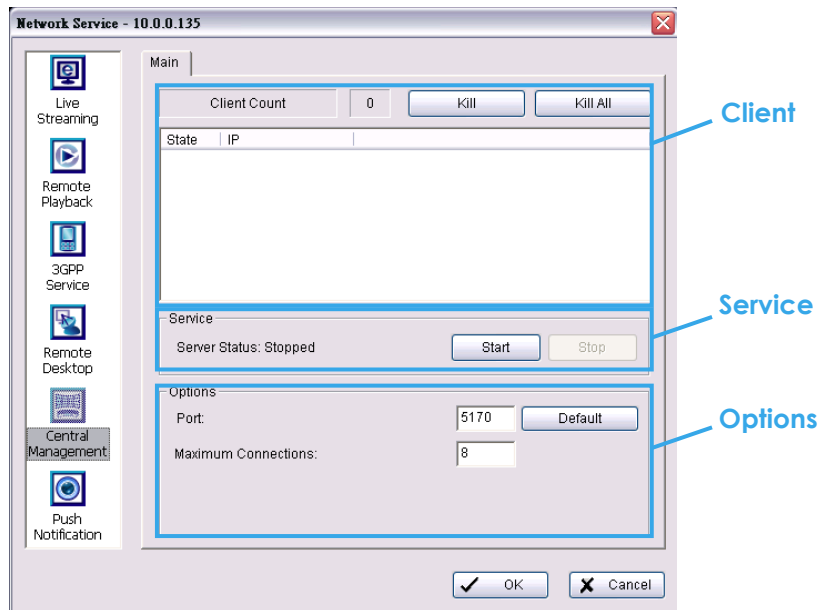 Network Service - 10.0.0.135
Live
Streaming
Remote
Playback
3GPP
Service
Remote
Desktop
Central
Management
Push
Notification
Main
Client Count 0 Kill Kill All
State IP
Service
Server Status: Stopped Start Stop
Options
Port: 5170 Default
Maximum Connections: 8
OK Cancel
Client
Service
Options